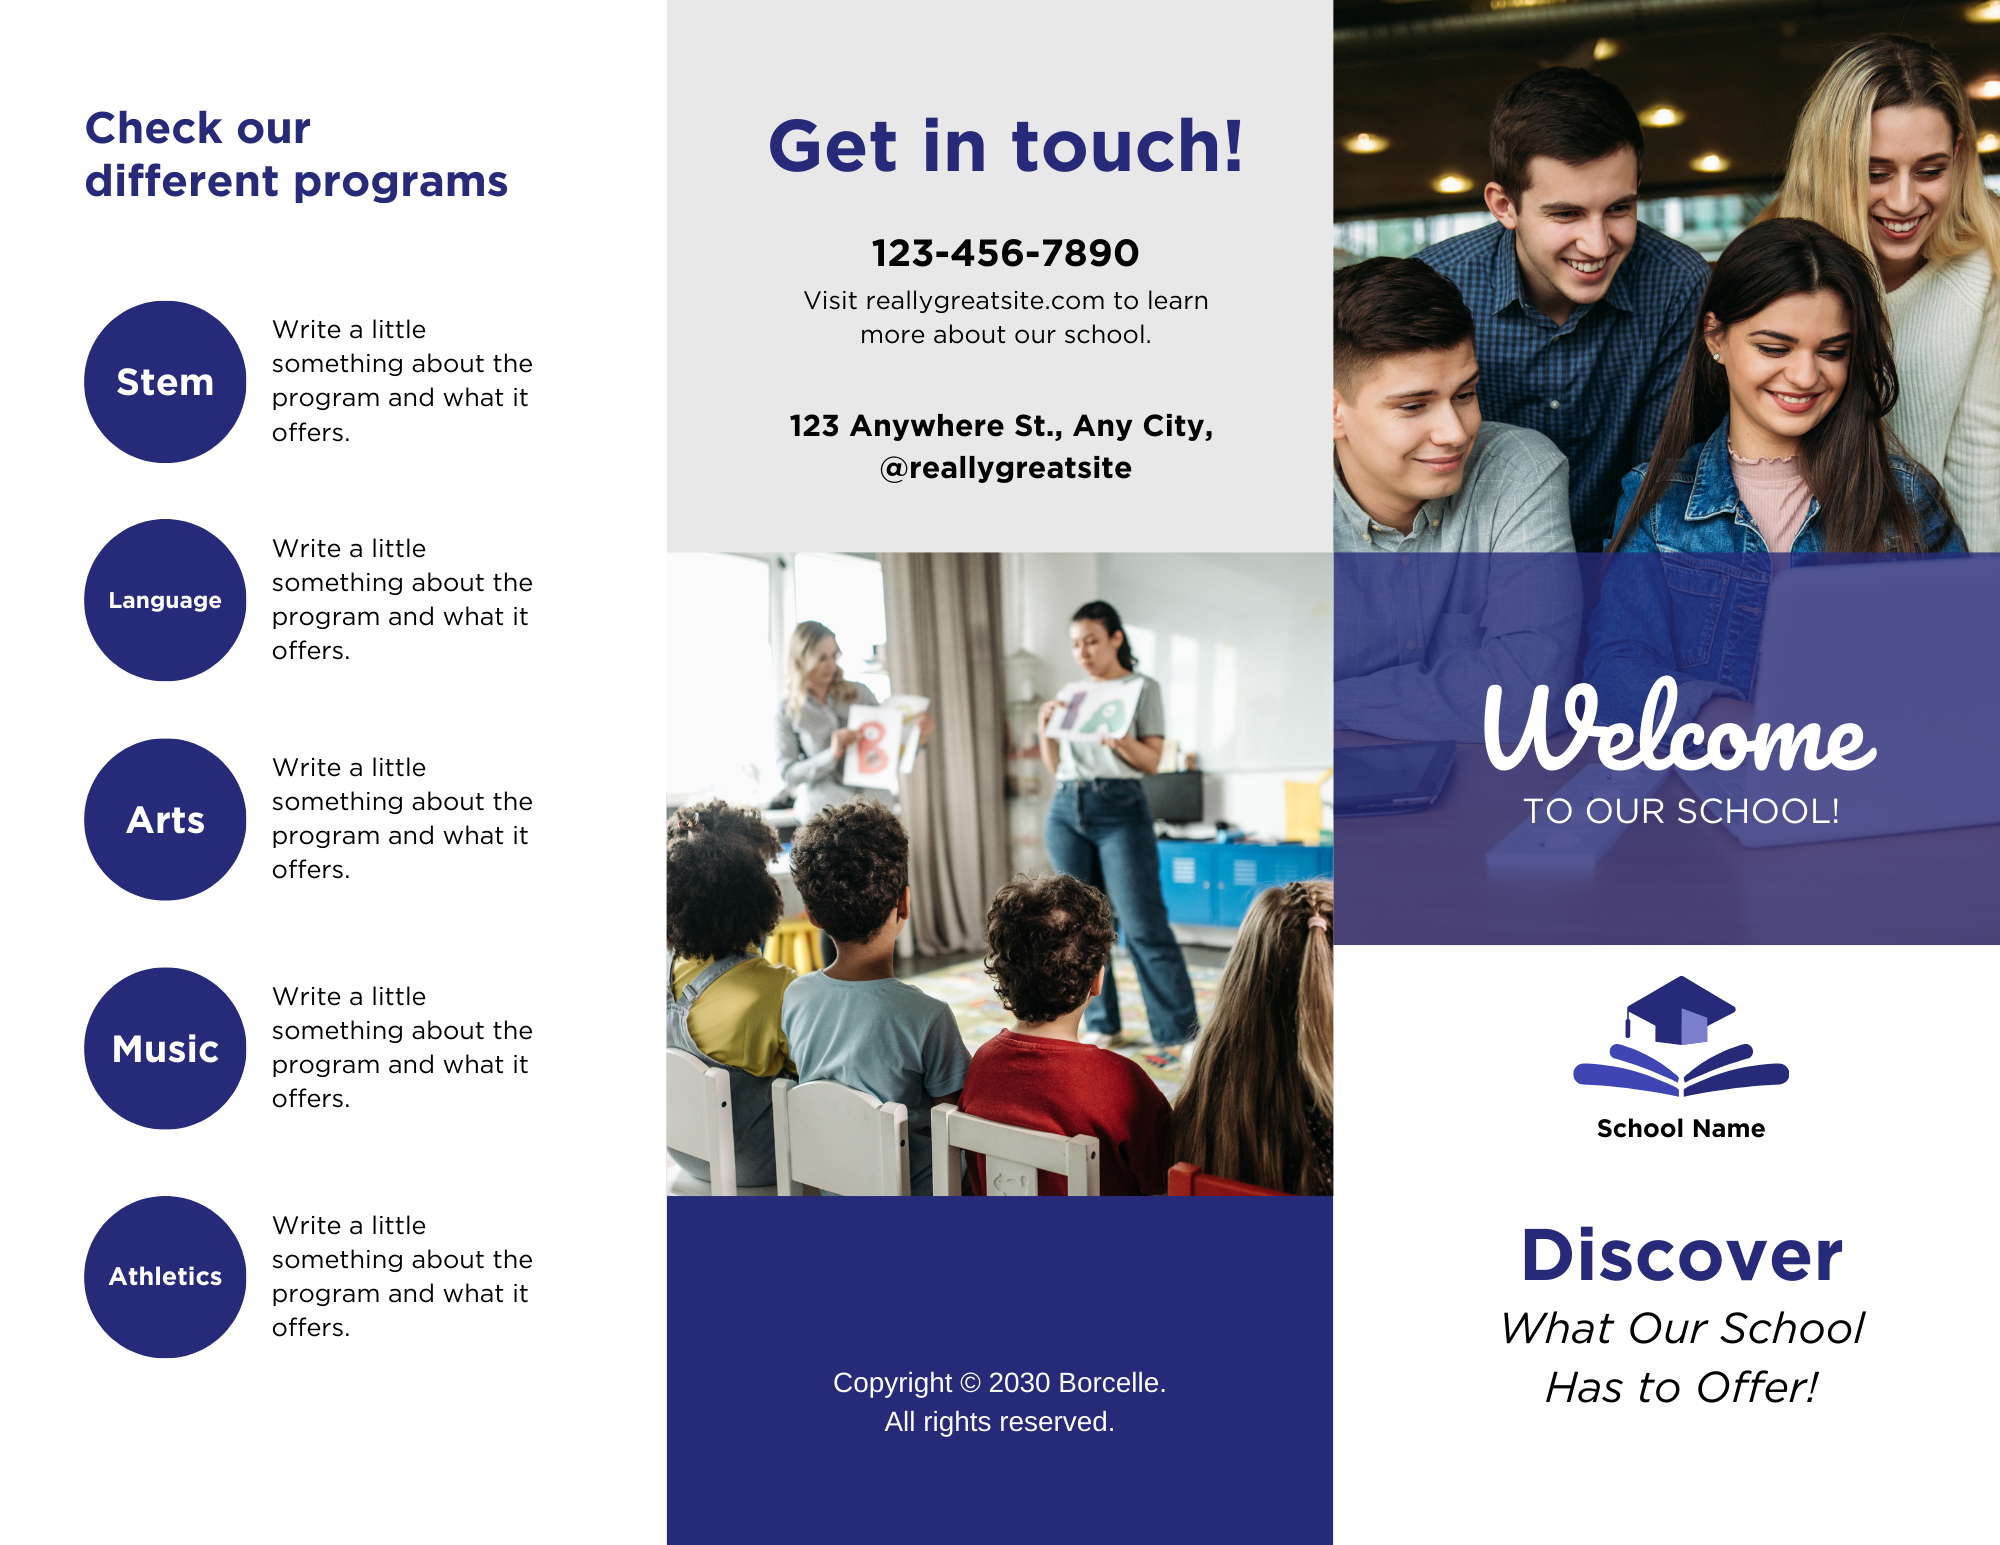 Check our
different programs
Stem
Write a little
something about the
program and what it
offers.
Language
Write a little
something about the
program and what it
offers.
Arts
Write a little
something about the
program and what it
offers.
Music
Write a little
something about the
program and what it
offers.
Athletics
Write a little
something about the
program and what it
offers.
Get in touch!
123-456-7890
Visit reallygreatsite.com to learn
more about our school.
123 Anywhere St., Any City,
@reallygreatsite
B
A
Copyright © 2030 Borcelle.
All rights reserved.
Welcome
TO OUR SCHOOL!
School Name
Discover
What Our School
Has to Offer!